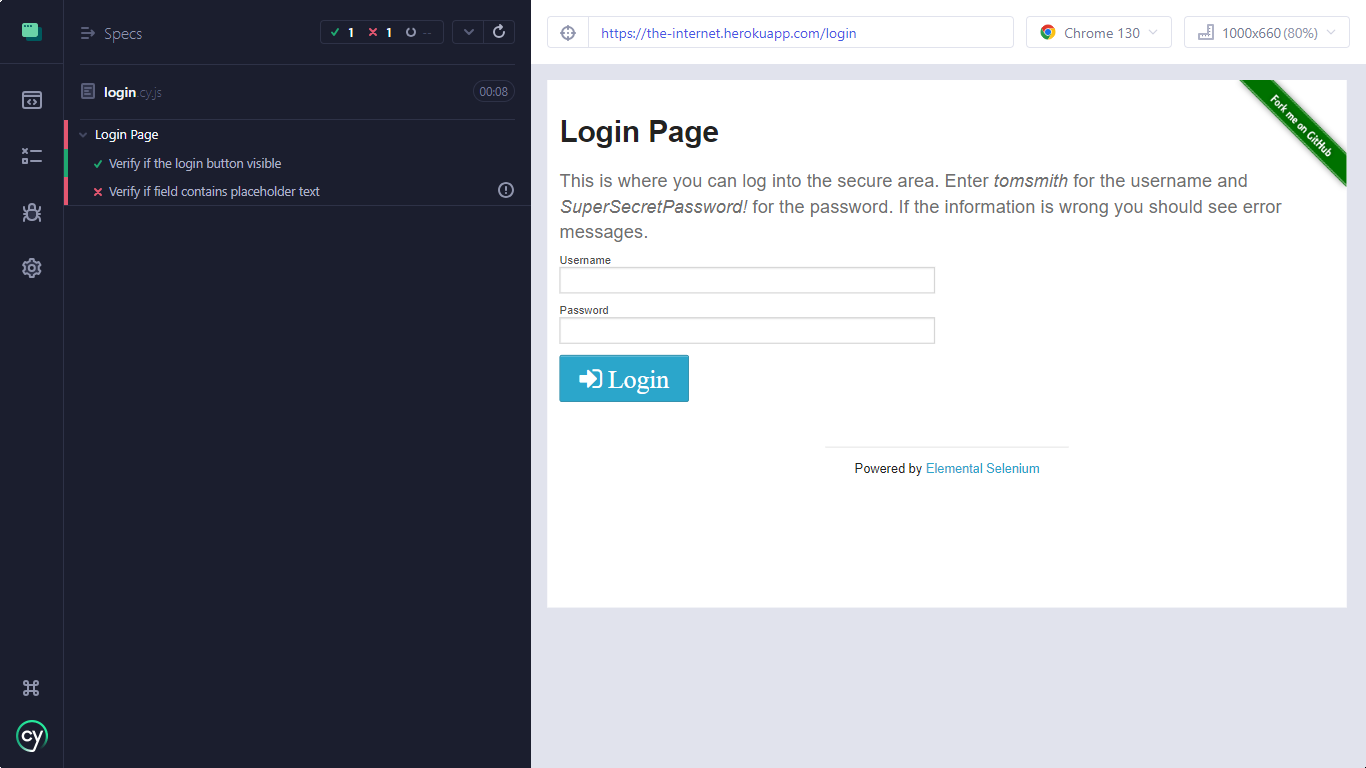 Specs
1
1
--
login cy.js
00:08
Login Page
Verify if the login button visible
Verify if field contains placeholder text
cy
https://the-internet.herokuapp.com/login
Chrome 130
1000x660 (80%)
Fork me on GitHub
Login Page
This is where you can log into the secure area. Enter tomsmith for the username and
SuperSecretPassword! for the password. If the information is wrong you should see error
messages.
Username
Password
Login
Powered by Elemental Selenium